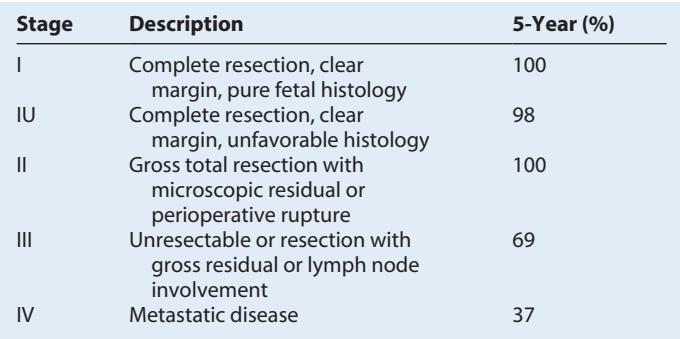 Stage Description 5-Year (%)
I Complete resection, clear 100
margin, pure fetal histology
IU Complete resection, clear 98
margin, unfavorable histology
II Gross total resection with 100
microscopic residual or
perioperative rupture
III Unresectable or resection with 69
gross residual or lymph node
involvement
IV Metastatic disease 37